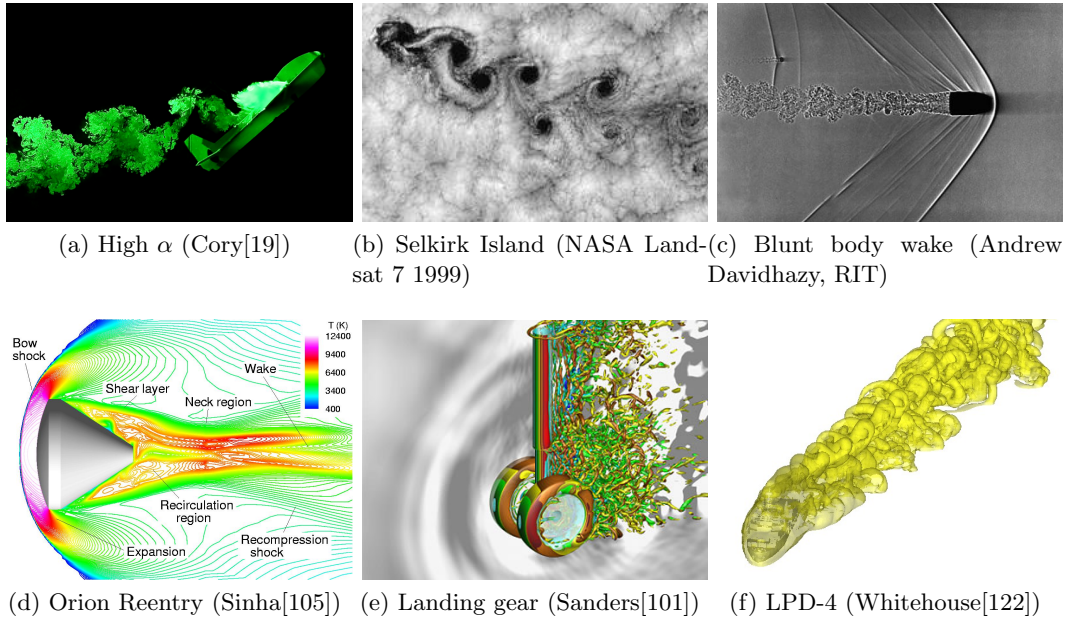 (a) High α (Cory[19])
(b) Selkirk Island (NASA Land-
sat 7 1999)
(c) Blunt body wake (Andrew
Davidhazy, RIT)
T (K)
12400
9400
6400
3400
400
Bow
shock
Shear layer
Neck region
Wake
Recirculation
region
Expansion
Recompression
shock
(d) Orion Reentry (Sinha[105])
(e) Landing gear (Sanders[101])
(f) LPD-4 (Whitehouse[122])